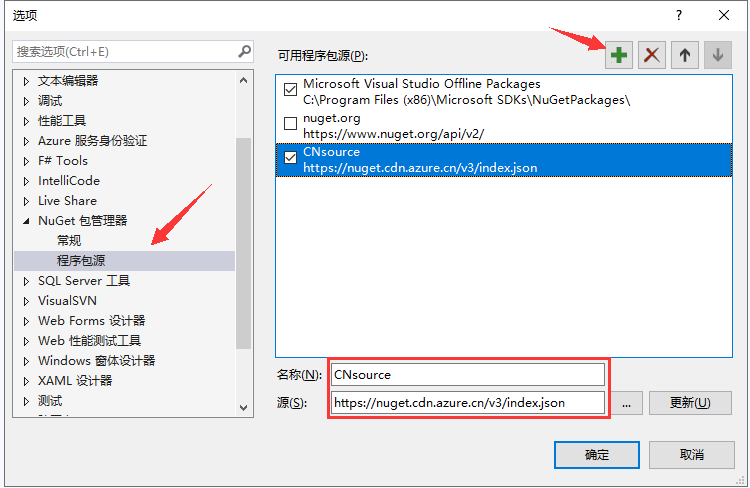 选项
?
搜索选项(Ctrl+E)
文本编辑器
调试
性能工具
Azure 服务身份验证
F# Tools
IntelliCode
Live Share
NuGet 包管理器
常规
程序包源
SQL Server 工具
VisualSVN
Web Forms 设计器
Web 性能测试工具
Windows 窗体设计器
XAML 设计器
测试
可用程序包源(P):
Microsoft Visual Studio Offline Packages
C:\Program Files (x86)\Microsoft SDKs\NuGetPackages\
nuget.org
https://www.nuget.org/api/v2/
CNsource
https://nuget.cdn.azure.cn/v3/index.json
名称(N):
CNsource
源(S):
https://nuget.cdn.azure.cn/v3/index.json
...
更新(U)
确定
取消